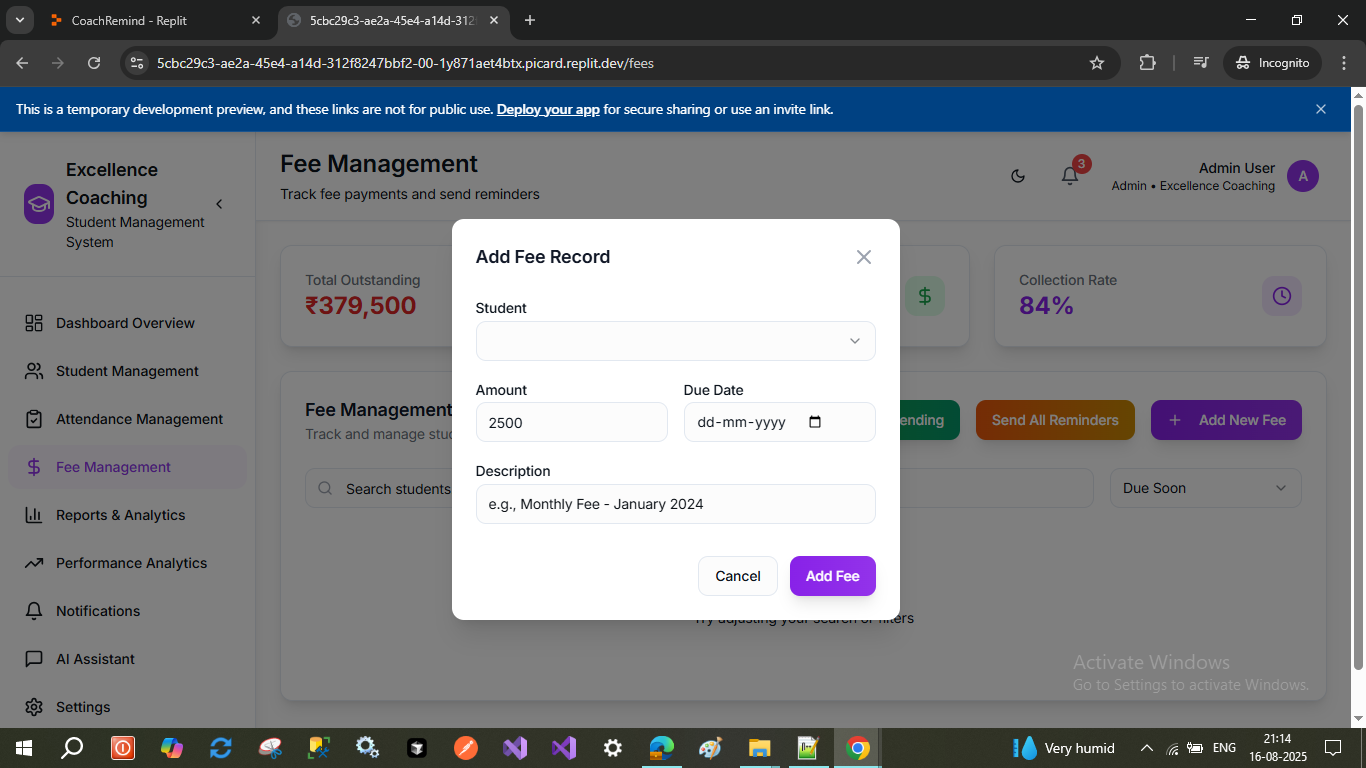 CoachRemind - Replit
5cbc29c3-ae2a-45e4-a14d-312
5cbc29c3-ae2a-45e4-a14d-312f8247bbf2-00-1y871aet4btx.picard.replit.dev/fees
Incognito
This is a temporary development preview, and these links are not for public use. Deploy your app for secure sharing or use an invite link.
Excellence
Coaching
Student Management
System
Fee Management
Track fee payments and send reminders
3
Admin User
Admin • Excellence Coaching
A
Dashboard Overview
Student Management
Attendance Management
Fee Management
Reports & Analytics
Performance Analytics
Notifications
AI Assistant
Settings
Total Outstanding
₹379,500
Collection Rate
84%
Fee Management
Track and manage stu
ending
Send All Reminders
+ Add New Fee
Search students
Due Soon
Add Fee Record
Student
Amount
Due Date
2500
dd-mm-yyyy
Description
e.g., Monthly Fee - January 2024
Cancel
Add Fee
Try adjusting your search or filters
Activate Windows
Go to Settings to activate Windows.
Very humid
ENG
21:14
16-08-2025